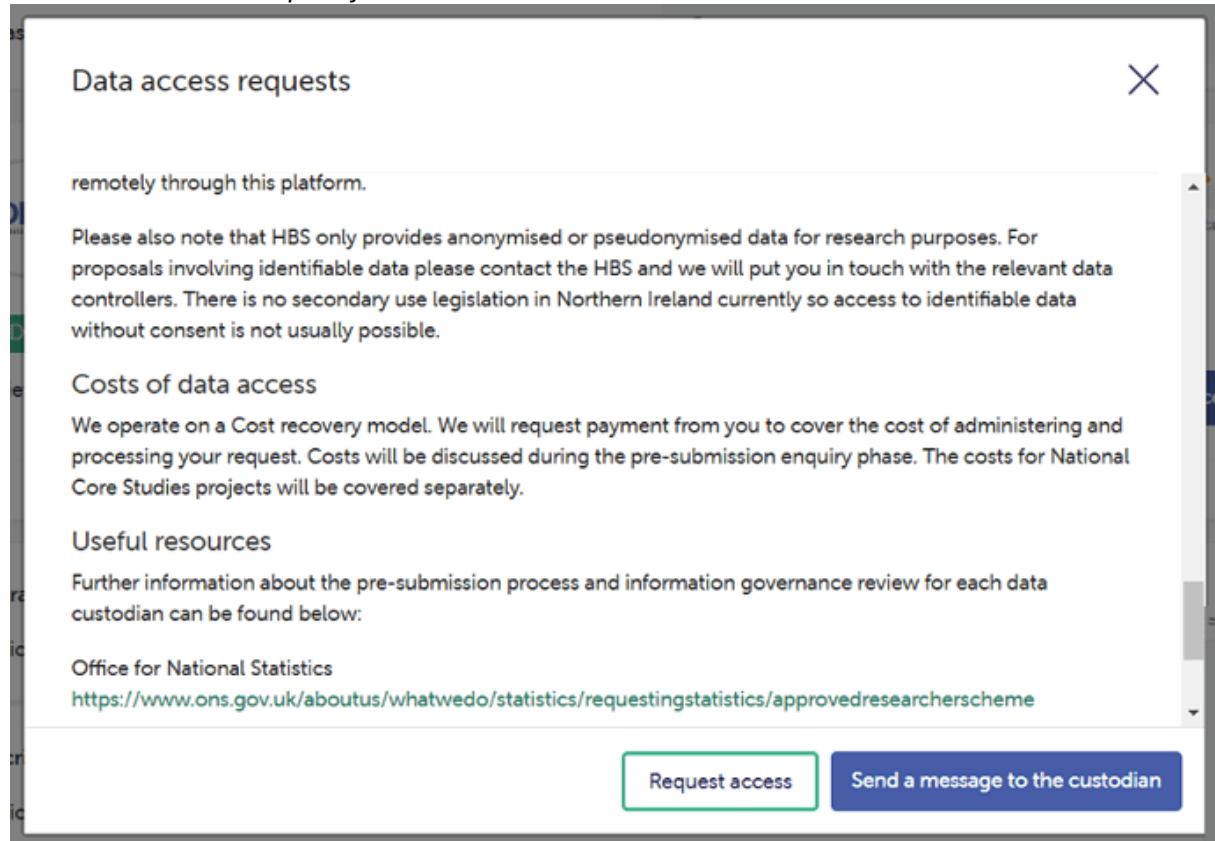 Data access requests
remotely through this platform.
Please also note that HBS only provides anonymised or pseudonymised data for research purposes. For
proposals involving identifiable data please contact the HBS and we will put you in touch with the relevant data
controllers. There is no secondary use legislation in Northern Ireland currently so access to identifiable data
without consent is not usually possible.
Costs of data access
We operate on a Cost recovery model. We will request payment from you to cover the cost of administering and
processing your request. Costs will be discussed during the pre-submission enquiry phase. The costs for National
Core Studies projects will be covered separately.
Useful resources
Further information about the pre-submission process and information governance review for each data
custodian can be found below:
Office for National Statistics
https://www.ons.gov.uk/aboutus/whatwedo/statistics/requestingstatistics/approvedresearcherscheme
Request access
Send a message to the custodian